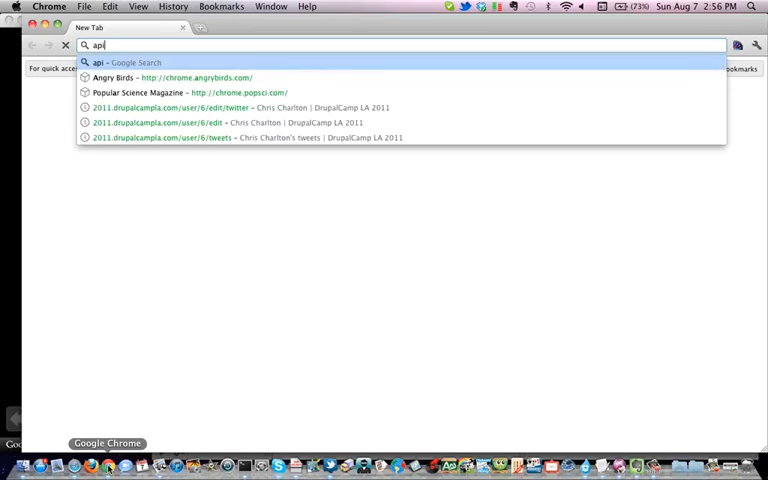 Chrome File Edit View History Bookmarks Window Help (73%) Sun Aug 7 2:56 PM
New Tab
api
For quick acce
okmarks
api - Google Search
Angry Birds - http://chrome.angrybirds.com/
Popular Science Magazine - http://chrome.popsci.com/
2011.drupalcampla.com/user/6/edit/twitter - Chris Charlton | DrupalCamp LA 2011
2011.drupalcampla.com/user/6/edit - Chris Charlton | DrupalCamp LA 2011
2011.drupalcampla.com/user/6/tweets - Chris Charlton's tweets | DrupalCamp LA 2011
Goo
Google Chrome